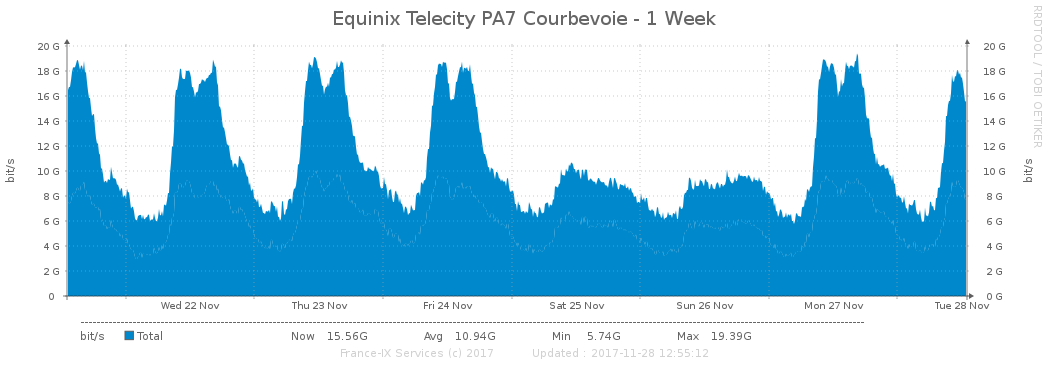 Equinix Telecity PA7 Courbevoie - 1 Week
RRDTOOL / TOBI OETIKER
bit/s
20 G
18 G
16 G
14 G
12 G
10 G
8 G
6 G
4 G
2 G
0
20 G
18 G
16 G
14 G
12 G
10 G
8 G
6 G
4 G
2 G
0 G
bit/s
Wed 22 Nov Thu 23 Nov Fri 24 Nov Sat 25 Nov Sun 26 Nov Mon 27 Nov Tue 28 Nov
bit/s Total Now 15.56G Avg 10.94G Min 5.74G Max 19.39G
France-IX Services (c) 2017 Updated : 2017-11-28 12:55:12